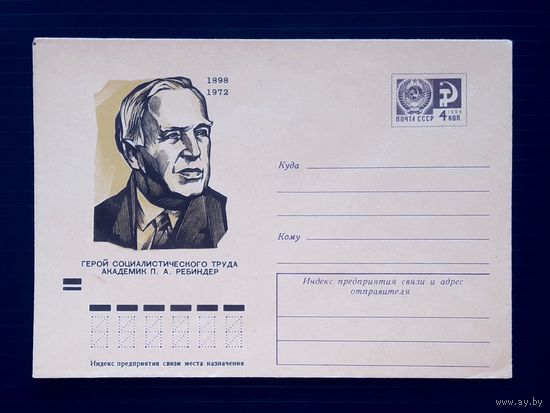 1898
1972
ПОЧТА СССР
1966
4 КОП.
Куда
Кому
ГЕРОЙ СОЦИАЛИСТИЧЕСКОГО ТРУДА
АКАДЕМИК П. А. РЕБИНДЕР
Индекс предприятия связи и адрес
отправителя
Индекс предприятия связи места назначения
www.ay.by